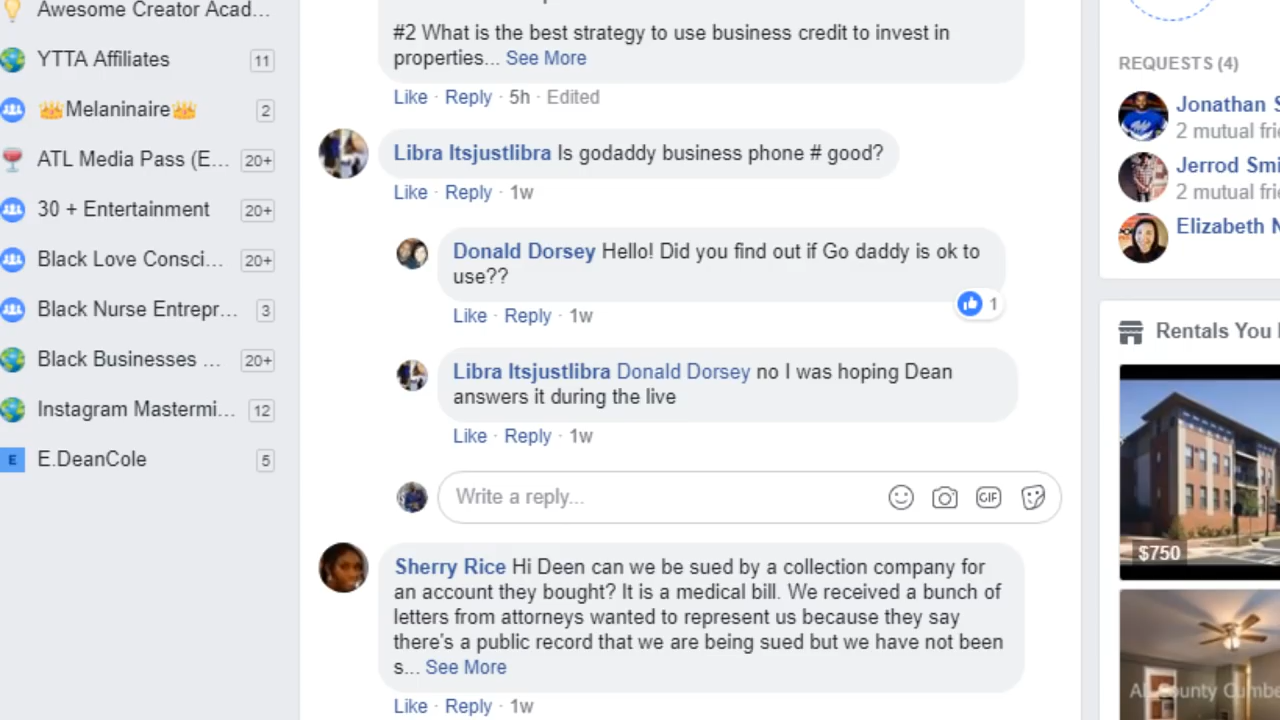 Awesome Creator Acad...
YTTA Affiliates 11
👑Melaninaire👑 2
ATL Media Pass (E... 20+
30 + Entertainment 20+
Black Love Consci... 20+
Black Nurse Entrepr... 3
Black Businesses ... 20+
Instagram Mastermi... 12
E E.DeanCole 5
#2 What is the best strategy to use business credit to invest in
properties... See More
Like · Reply · 5h · Edited
Libra Itsjustlibra Is godaddy business phone # good?
Like · Reply · 1w
Donald Dorsey Hello! Did you find out if Go daddy is ok to
use??
1
Like · Reply · 1w
Libra Itsjustlibra Donald Dorsey no I was hoping Dean
answers it during the live
Like · Reply · 1w
Write a reply...
GIF
Sherry Rice Hi Deen can we be sued by a collection company for
an account they bought? It is a medical bill. We received a bunch of
letters from attorneys wanted to represent us because they say
there's a public record that we are being sued but we have not been
s... See More
Like · Reply · 1w
REQUESTS (4)
Jonathan S
2 mutual frie
Jerrod Smi
2 mutual frie
Elizabeth N
Rentals You
$750
County Cumbe